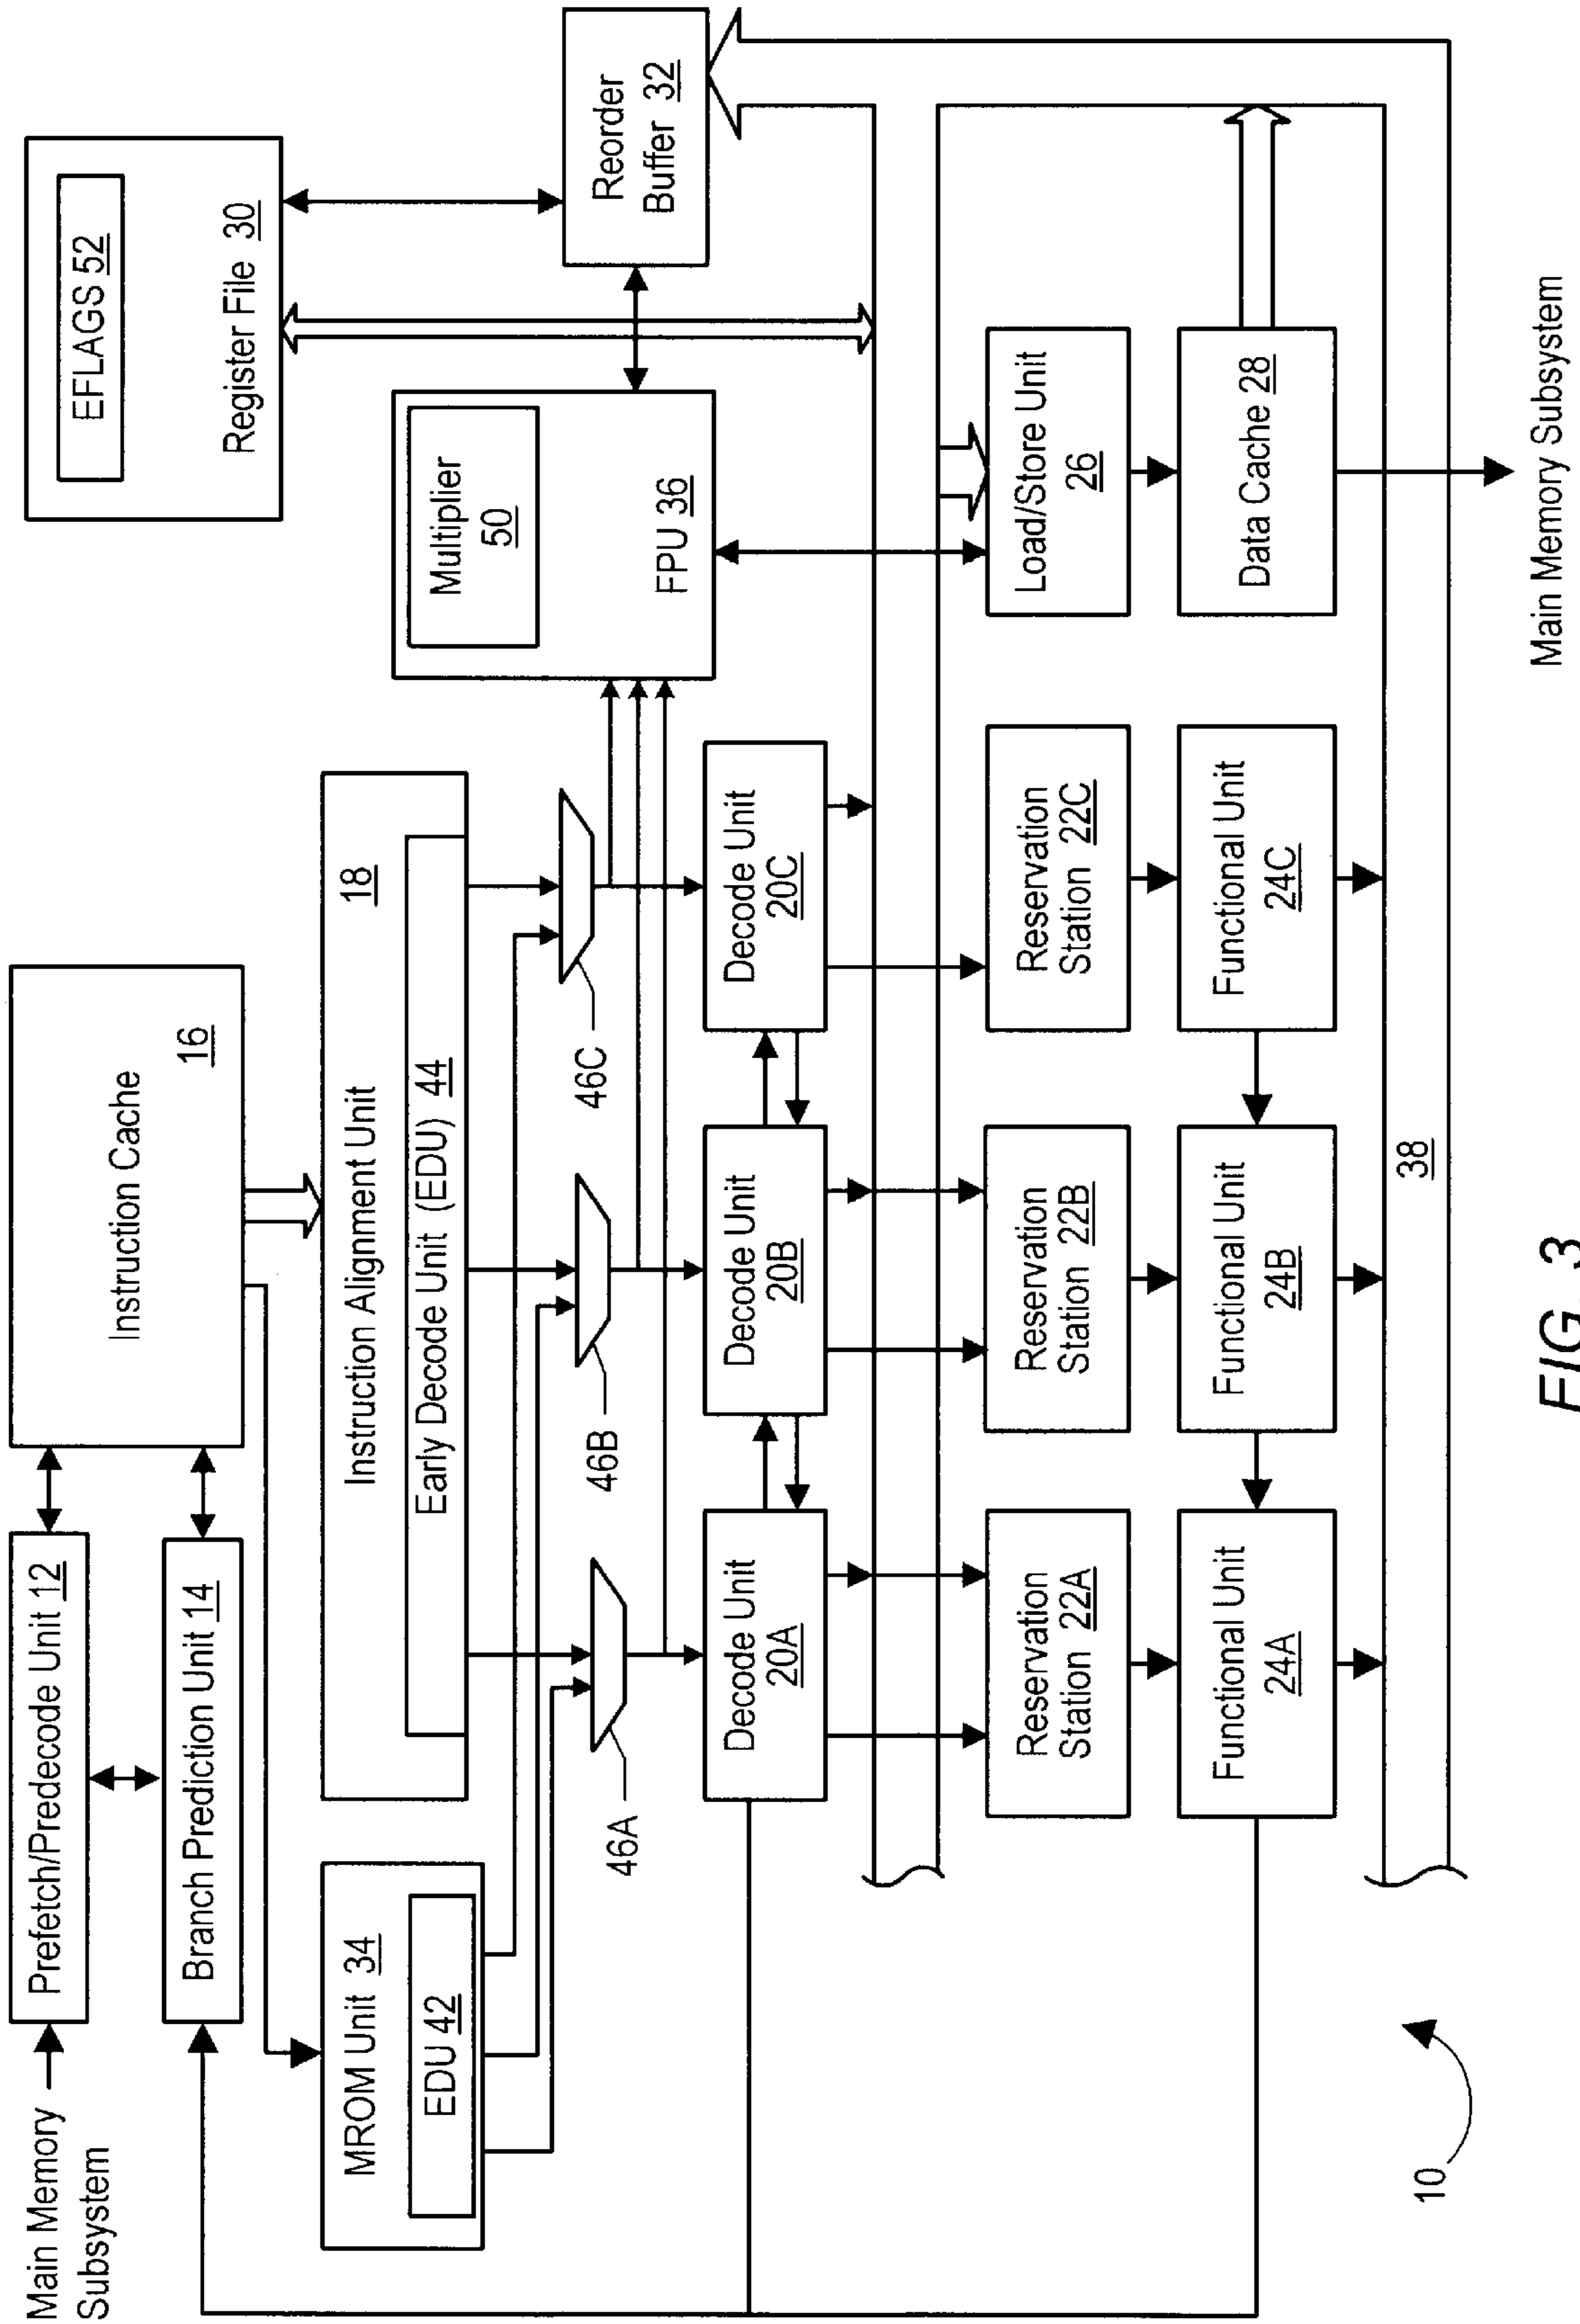 Main Memory
Subsystem
Prefetch/Predecode Unit 12
Branch Prediction Unit 14
Instruction Cache
16
EFLAGS 52
Register File 30
MROM Unit 34
EDU 42
Instruction Alignment Unit
18
Early Decode Unit (EDU) 44
Multiplier
50
FPU 36
Reorder
Buffer 32
46A
46B
46C
Decode Unit
20A
Decode Unit
20B
Decode Unit
20C
Reservation
Station 22A
Reservation
Station 22B
Reservation
Station 22C
Load/Store Unit
26
Functional Unit
24A
Functional Unit
24B
Functional Unit
24C
Data Cache 28
38
10
Main Memory Subsystem
FIG. 3